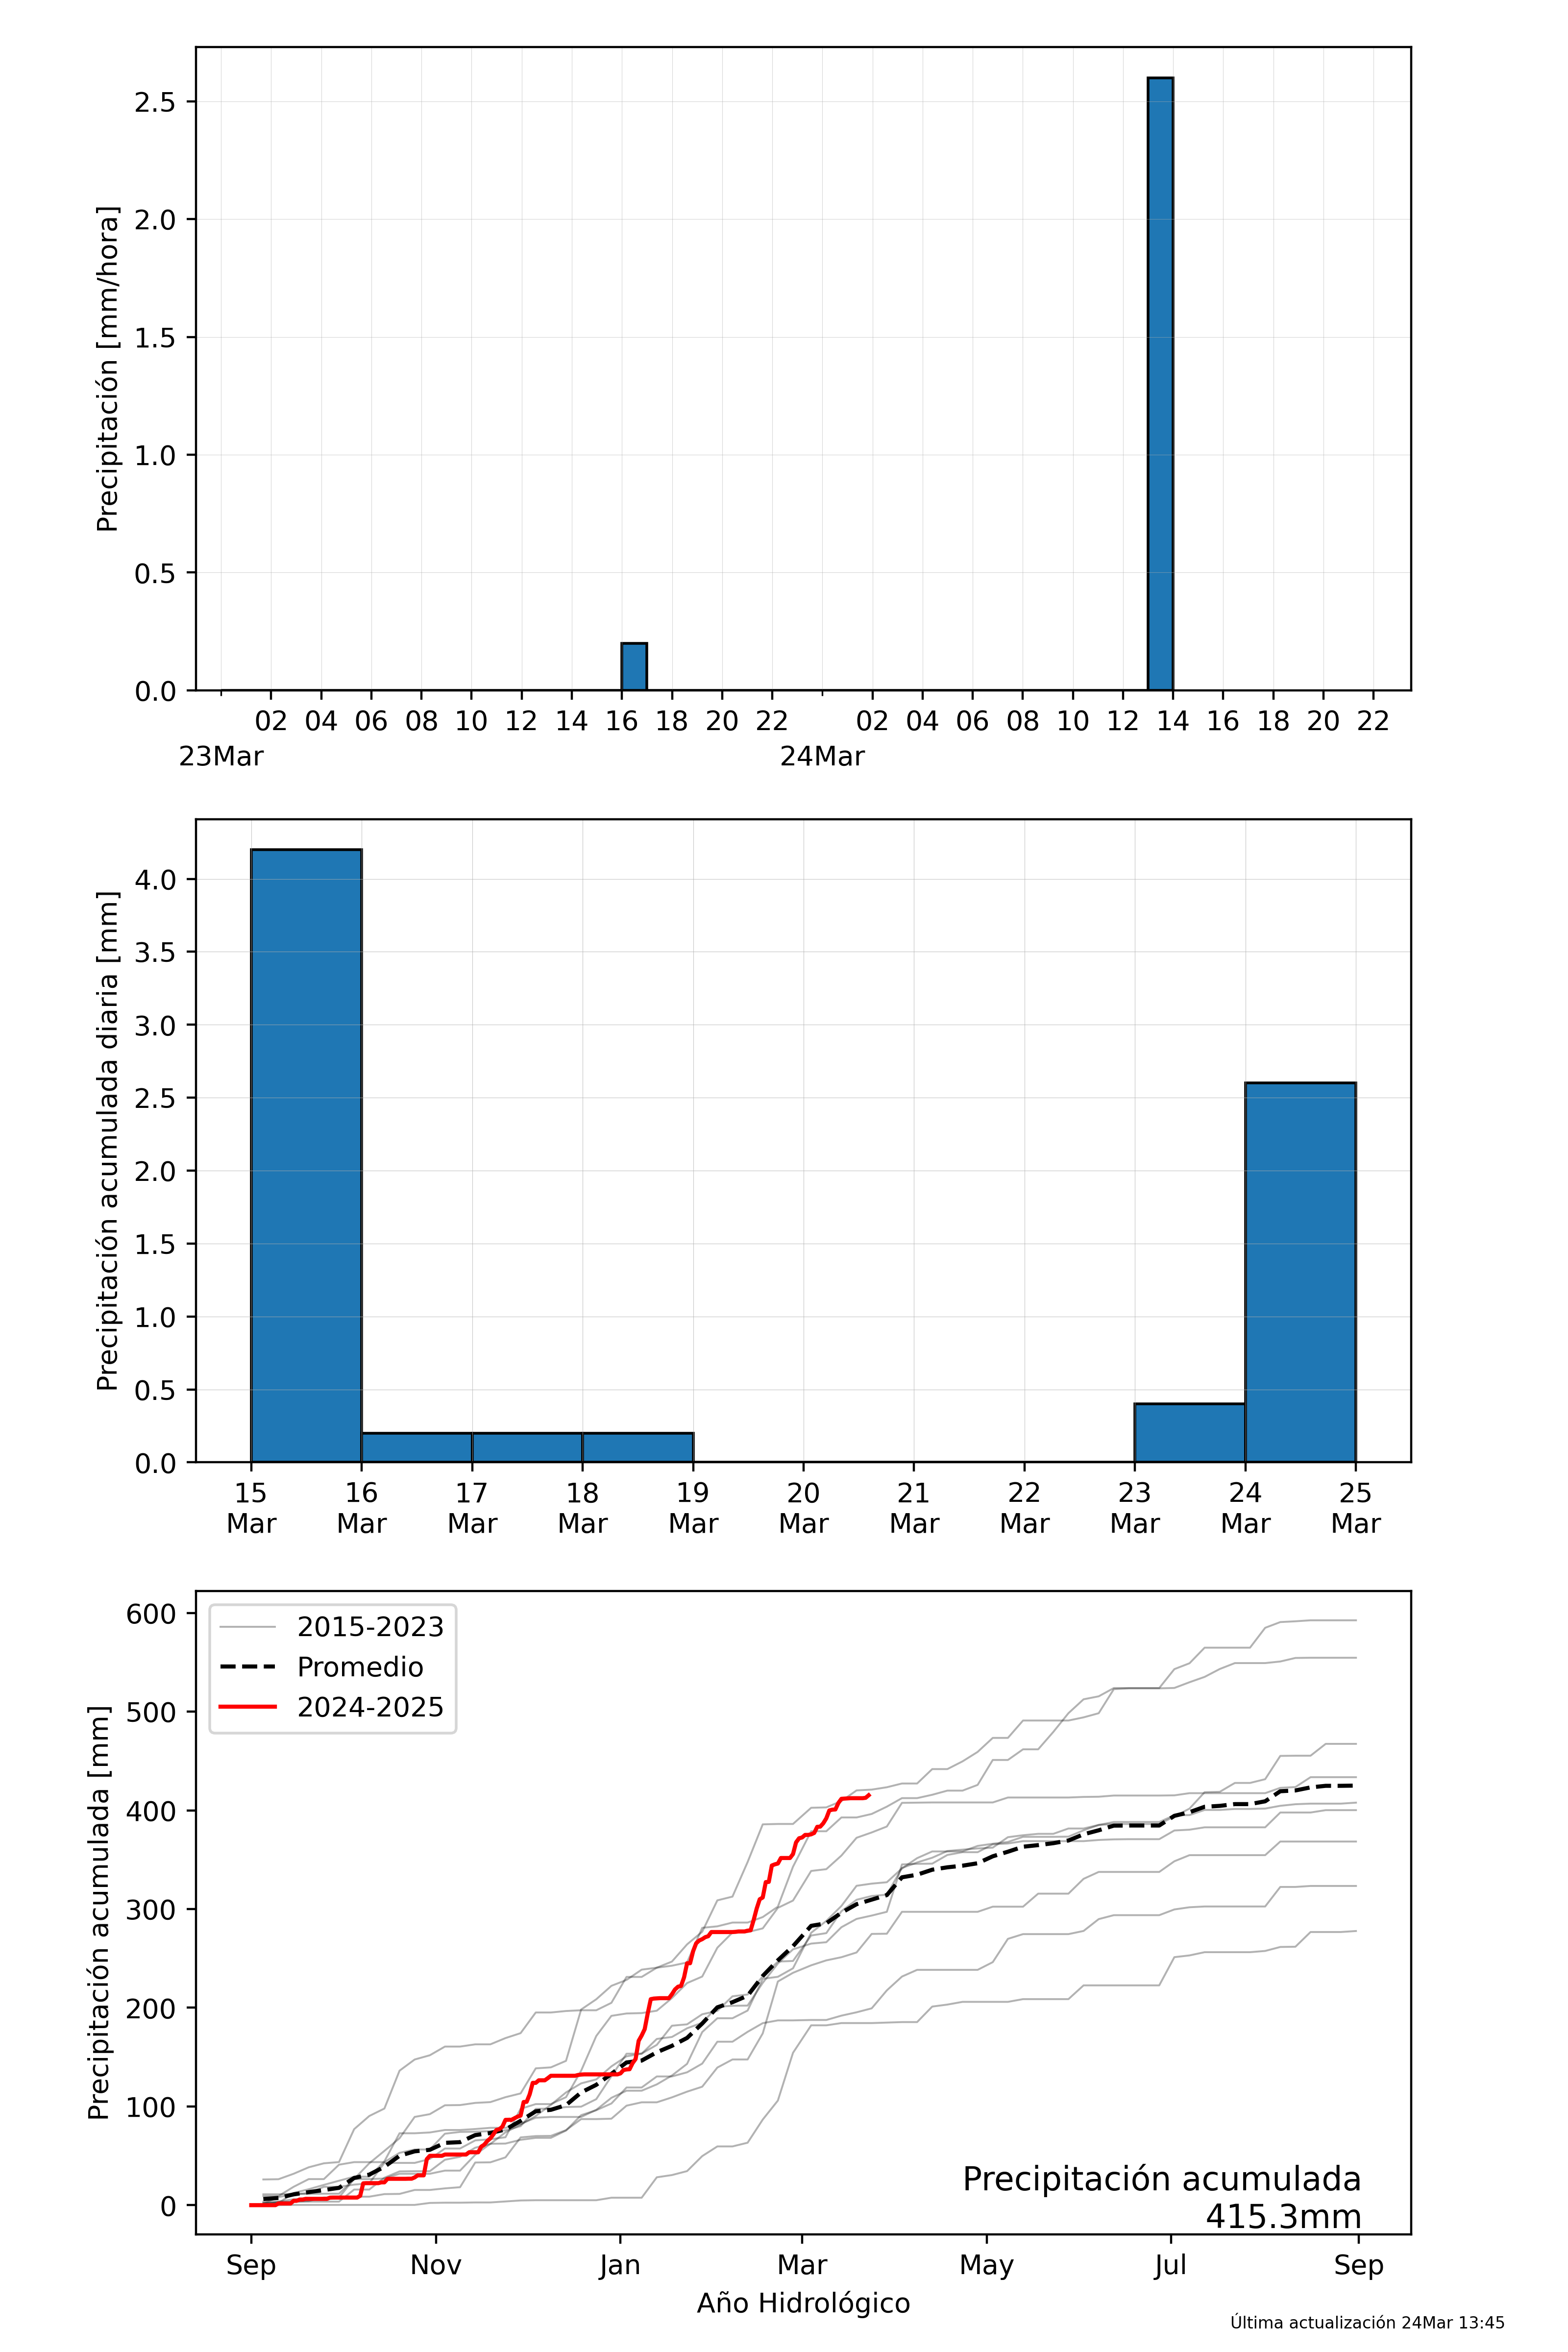 Precipitación [mm/hora]
2.5
2.0
1.5
1.0
0.5
0.0
02 04 06 08 10 12 14 16 18 20 22 02 04 06 08 10 12 14 16 18 20 22
23Mar 24Mar
Precipitación acumulada diaria [mm]
4.0
3.5
3.0
2.5
2.0
1.5
1.0
0.5
0.0
15 16 17 18 19 20 21 22 23 24 25
Mar Mar Mar Mar Mar Mar Mar Mar Mar Mar Mar
Precipitación acumulada [mm]
600
500
400
300
200
100
0
2015-2023
Promedio
2024-2025
Precipitación acumulada
415.3mm
Sep Nov Jan Mar May Jul Sep
Año Hidrológico
Última actualización 24Mar 13:45